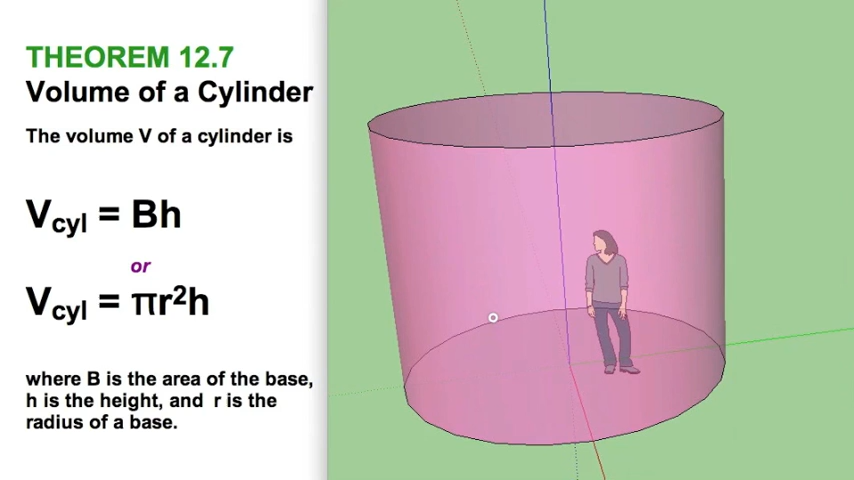 THEOREM 12.7
Volume of a Cylinder
The volume V of a cylinder is
Vcyl = Bh
or
Vcyl = πr²h
where B is the area of the base,
h is the height, and r is the
radius of a base.